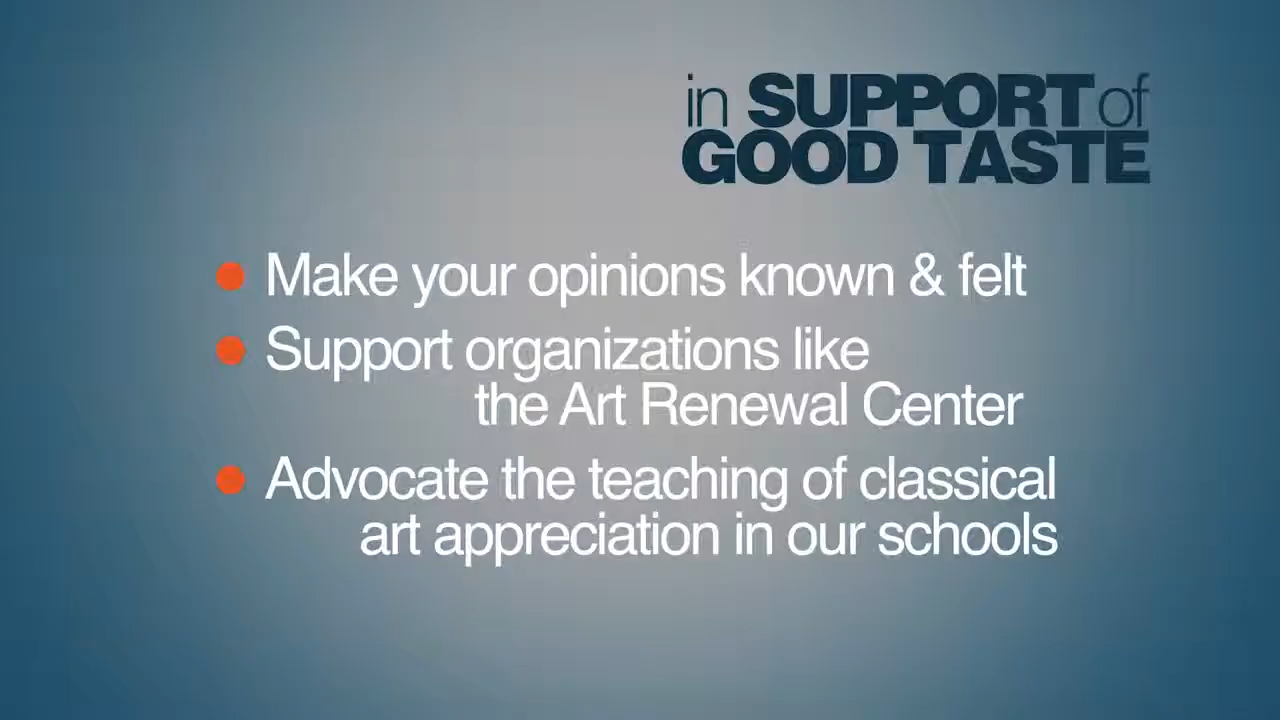 in SUPPORT of
GOOD TASTE
Make your opinions known & felt
Support organizations like
the Art Renewal Center
Advocate the teaching of classical
art appreciation in our schools